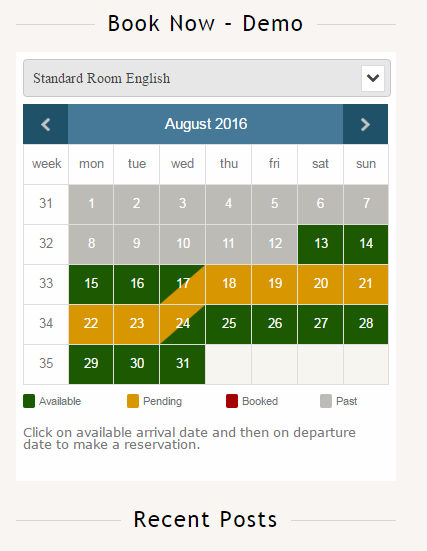 Book Now - Demo
Standard Room English
August 2016
week mon tue wed thu fri sat sun
31 1 2 3 4 5 6 7
32 8 9 10 11 12 13 14
33 15 16 17 18 19 20 21
34 22 23 24 25 26 27 28
35 29 30 31
Available Pending Booked Past
Click on available arrival date and then on departure
date to make a reservation.
Recent Posts